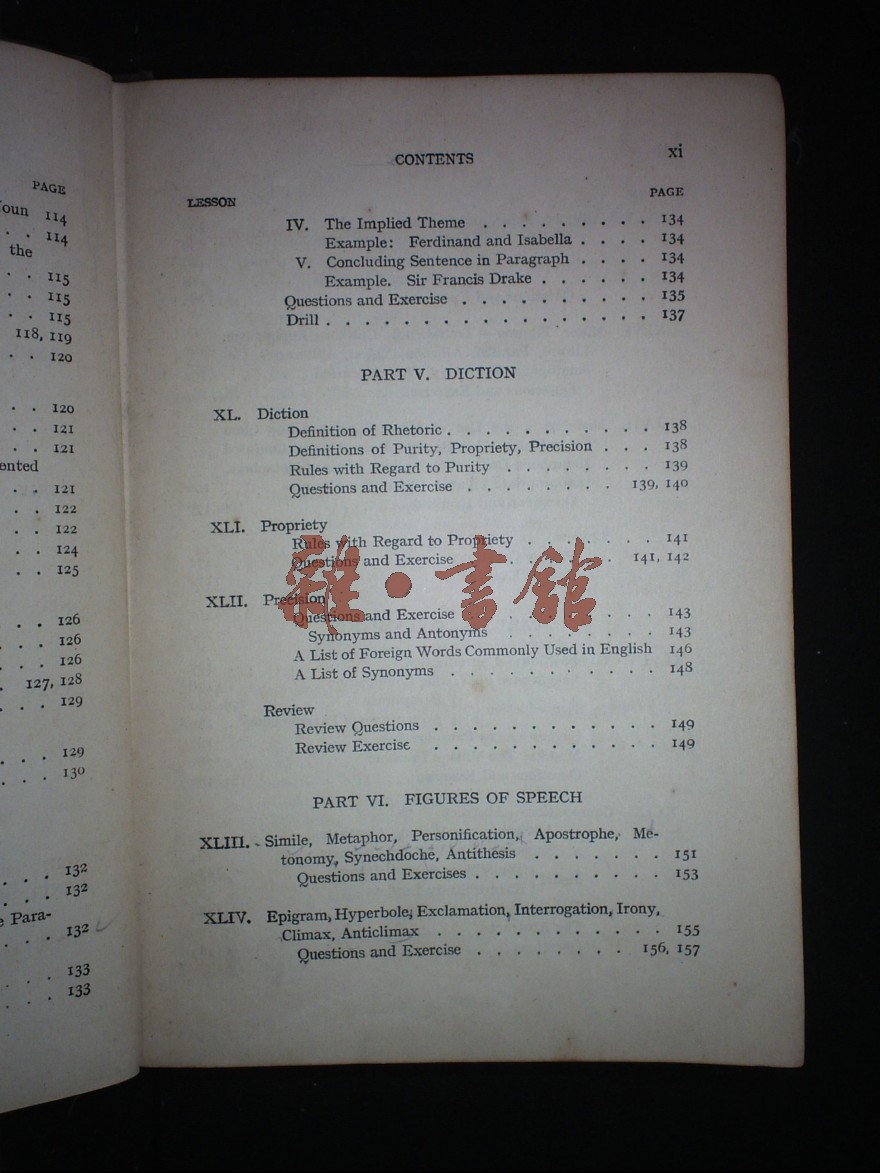 PAGE
oun 114
. . 114
the
. . 115
. . 115
. . 115
118, 119
. . 120
. . 120
. . 121
. . 121
ented
. . 121
. . 122
. . 122
. . 124
. . 125
. . 126
. . . 126
. . . 126
. 127, 128
. . . 129
. . . 129
. . . 130
. . . 132
. . . 132
e Para-
. . . 132
. . . 133
. . . 133
CONTENTS xi
LESSON PAGE
IV. The Implied Theme . . . . . . . . . 134
Example: Ferdinand and Isabella . . . . 134
V. Concluding Sentence in Paragraph . . . . 134
Example. Sir Francis Drake . . . . . . 134
Questions and Exercise . . . . . . . . . . 135
Drill . . . . . . . . . . . . . . . . . 137
PART V. DICTION
XL. Diction
Definition of Rhetoric . . . . . . . . . . . 138
Definitions of Purity, Propriety, Precision . . . 138
Rules with Regard to Purity . . . . . . . . 139
Questions and Exercise . . . . . . . . 139, 140
XLI. Propriety
Rules with Regard to Propriety . . . . . . . 141
Questions and Exercise . . . . . . 141, 142
XLII. Precision
Questions and Exercise . . . . . . . . 143
Synonyms and Antonyms . . . . . . . . 143
A List of Foreign Words Commonly Used in English 146
A List of Synonyms . . . . . . . . . . . 148
Review
Review Questions . . . . . . . . . . . . 149
Review Exercise . . . . . . . . . . . . 149
PART VI. FIGURES OF SPEECH
XLIII. Simile, Metaphor, Personification, Apostrophe, Me-
tonomy, Synechdoche, Antithesis . . . . . . . 151
Questions and Exercises . . . . . . . . . . 153
XLIV. Epigram, Hyperbole, Exclamation, Interrogation, Irony,
Climax, Anticlimax . . . . . . . . . . . . 155
Questions and Exercise . . . . . . . . 156, 157
雜·書館